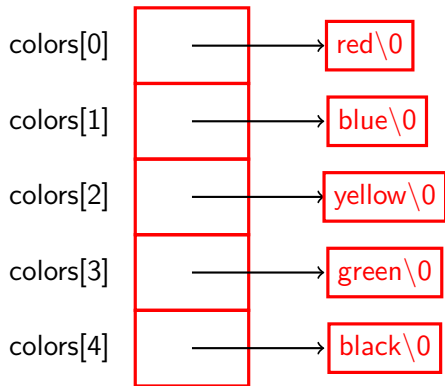 colors[0] red\0
colors[1] blue\0
colors[2] yellow\0
colors[3] green\0
colors[4] black\0